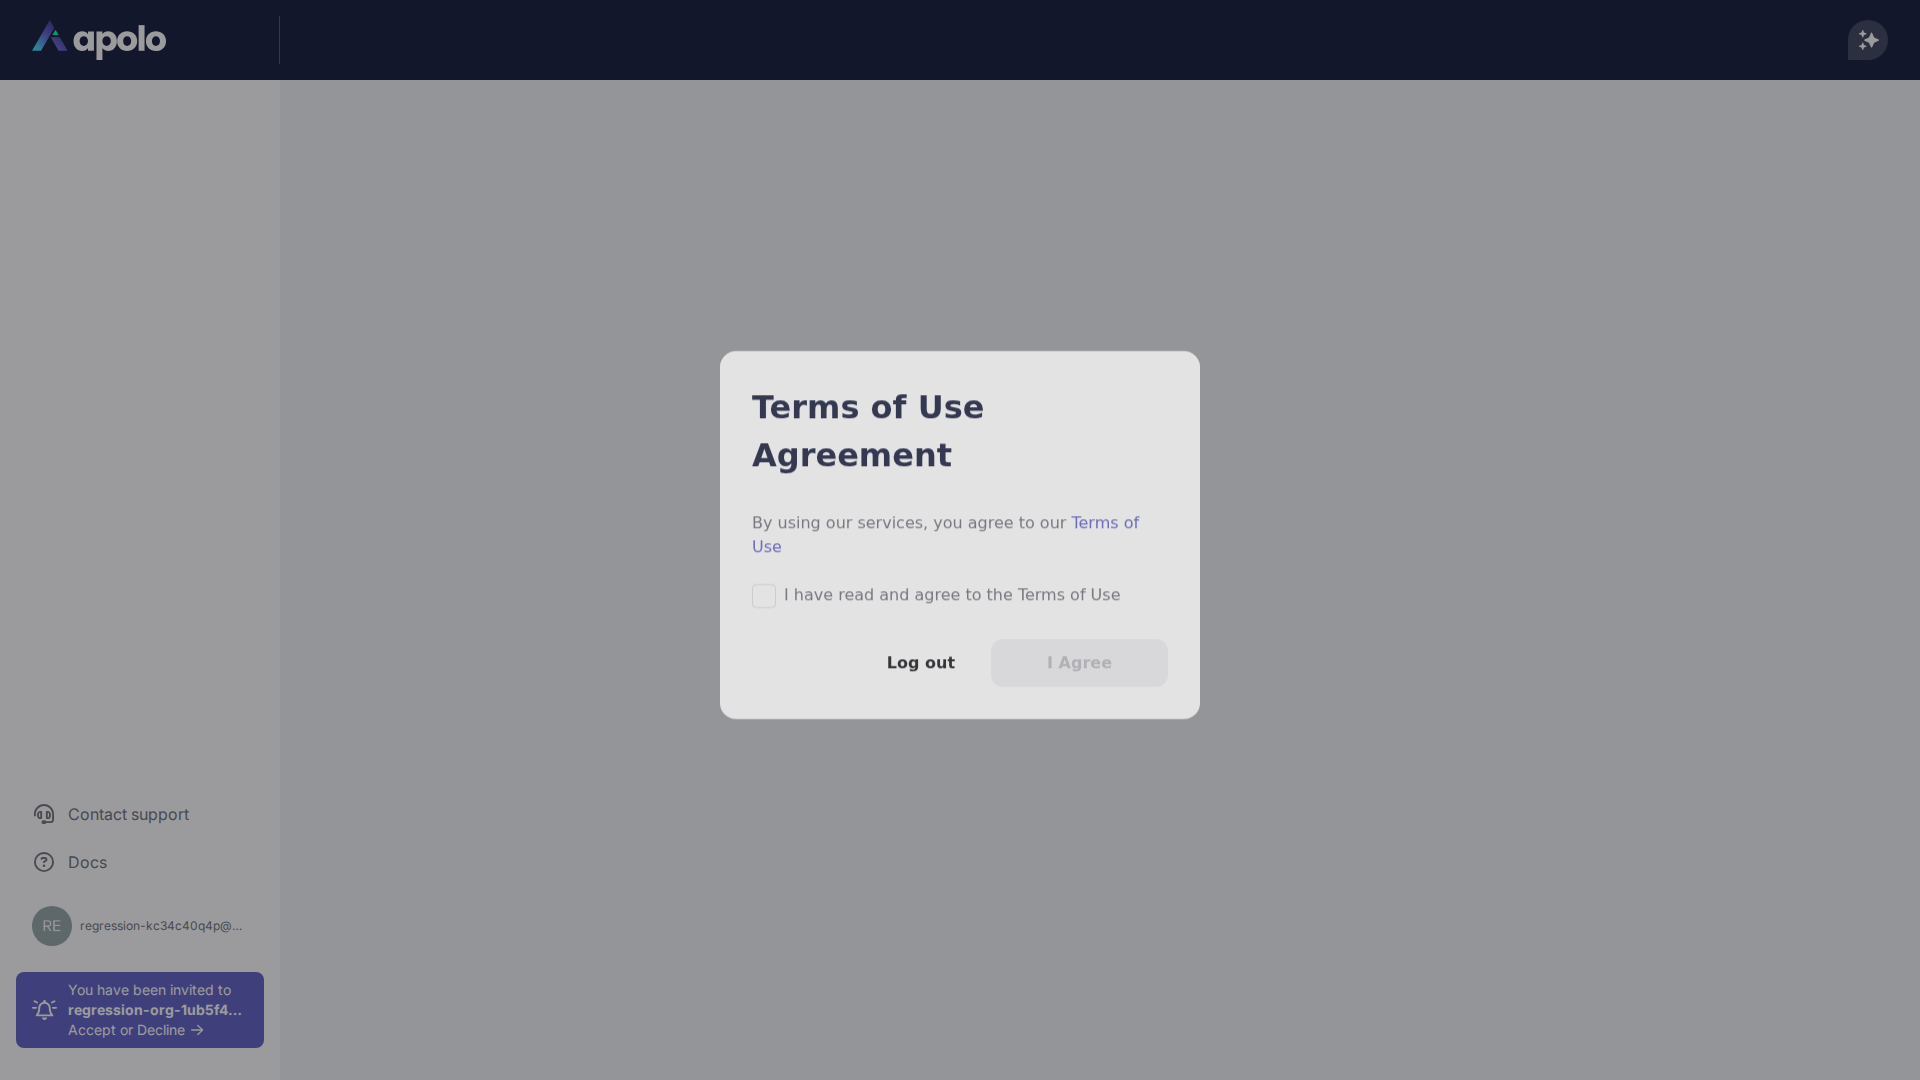 apolo
Terms of Use
Agreement
By using our services, you agree to our Terms of
Use
I have read and agree to the Terms of Use
Log out
I Agree
Contact support
Docs
RE
regression-kc34c40q4p@...
You have been invited to
regression-org-1ub5f4...
Accept or Decline →